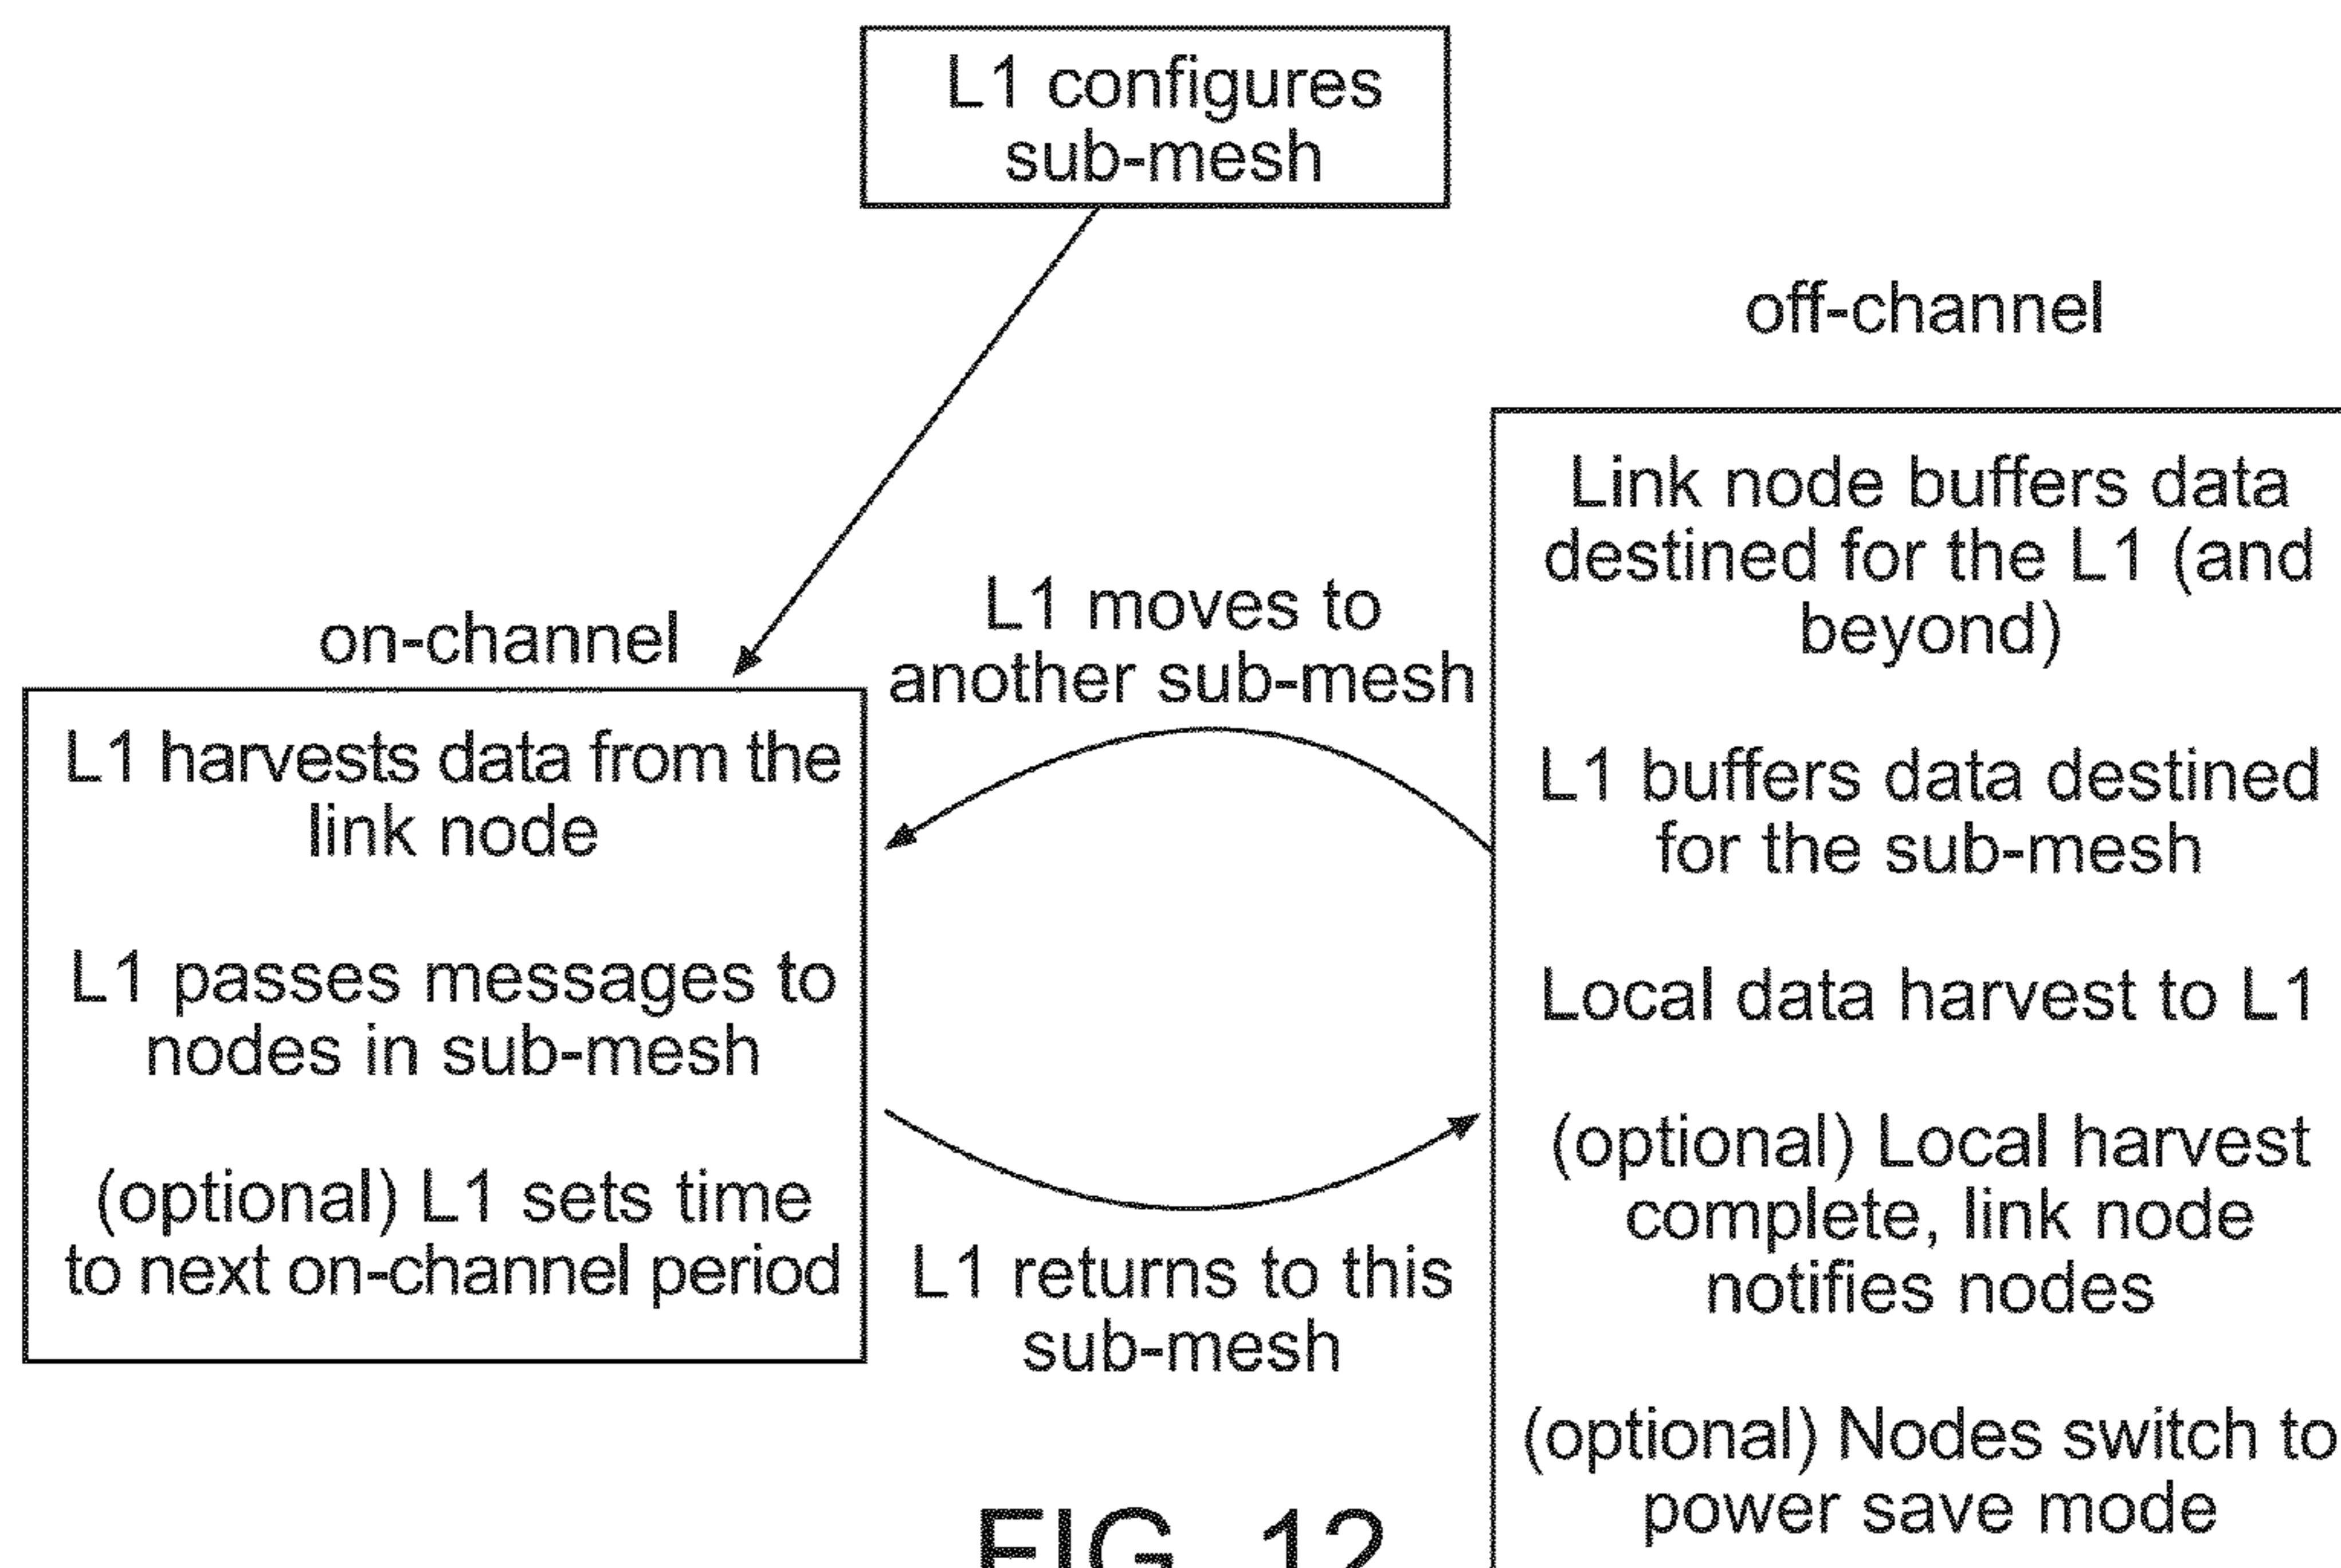 L1 configures
sub-mesh
off-channel
on-channel
L1 moves to
another sub-mesh
L1 harvests data from the
link node
L1 passes messages to
nodes in sub-mesh
(optional) L1 sets time
to next on-channel period
L1 returns to this
sub-mesh
Link node buffers data
destined for the L1 (and
beyond)
L1 buffers data destined
for the sub-mesh
Local data harvest to L1
(optional) Local harvest
complete, link node
notifies nodes
(optional) Nodes switch to
power save mode
FIG. 12